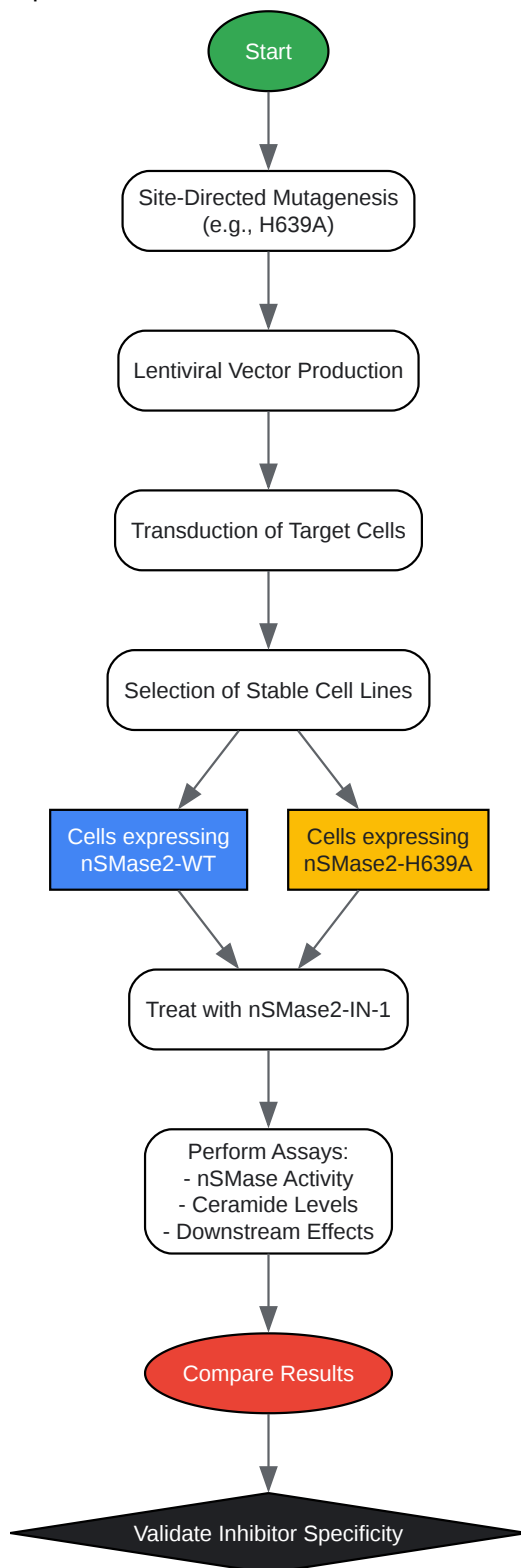 Start
Site-Directed Mutagenesis
(e.g., H639A)
Lentiviral Vector Production
Transduction of Target Cells
Selection of Stable Cell Lines
Cells expressing
nSMase2-WT
Cells expressing
nSMase2-H639A
Treat with nSMase2-IN-1
Perform Assays:
- nSMase Activity
- Ceramide Levels
- Downstream Effects
Compare Results
Validate Inhibitor Specificity